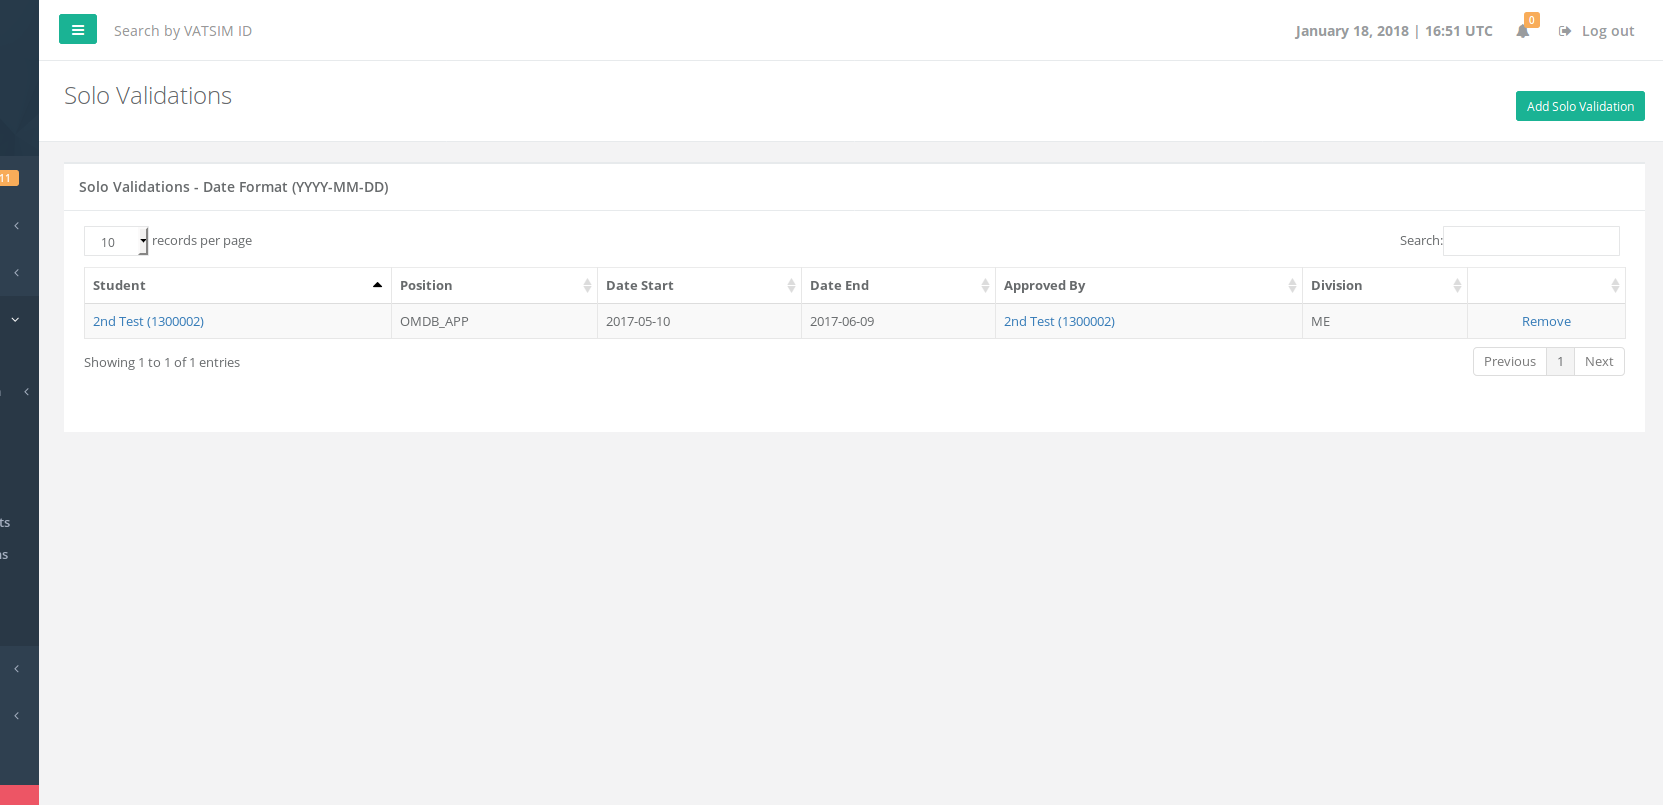 Search by VATSIM ID
January 18, 2018 | 16:51 UTC
0
Log out
Solo Validations
Add Solo Validation
11
Solo Validations - Date Format (YYYY-MM-DD)
10 records per page
Search:
Student Position Date Start Date End Approved By Division
2nd Test (1300002) OMDB_APP 2017-05-10 2017-06-09 2nd Test (1300002) ME Remove
Showing 1 to 1 of 1 entries
Previous 1 Next
ts